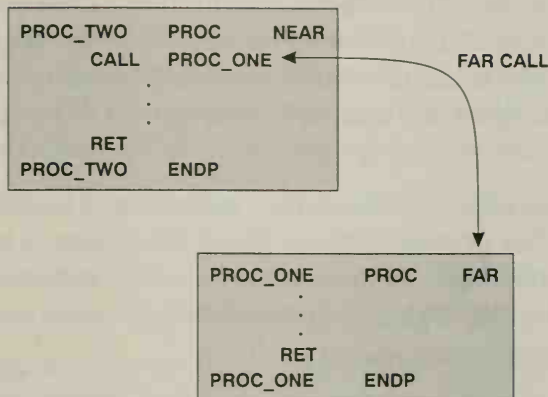 PROC_TWO PROC NEAR
CALL PROC_ONE
FAR CALL
.
.
.
RET
PROC_TWO ENDP
PROC_ONE PROC FAR
.
.
.
RET
PROC_ONE ENDP